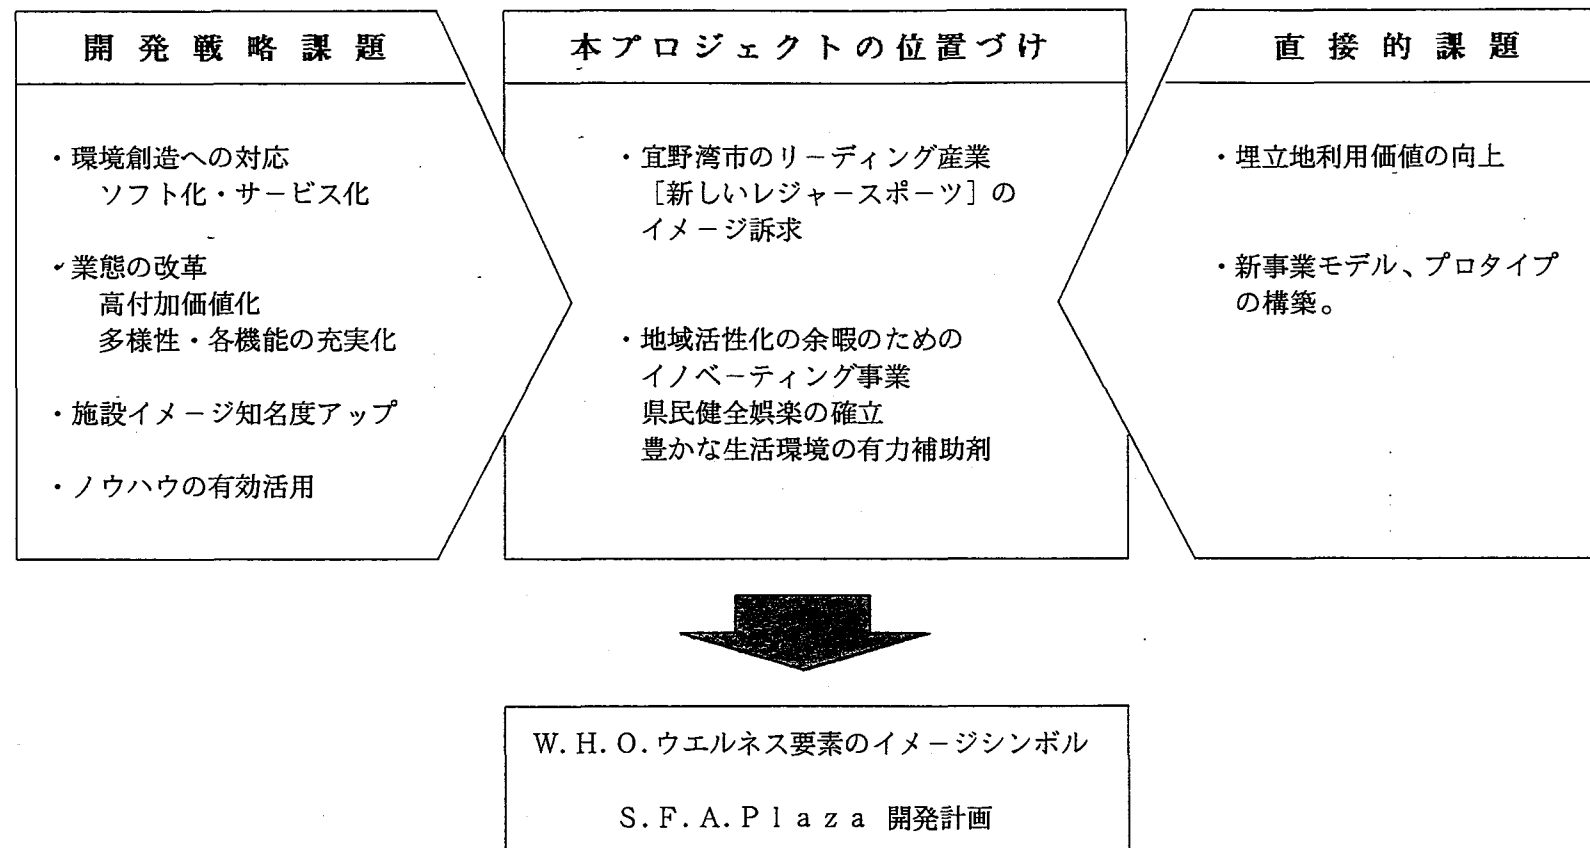 開発戦略課題
・環境創造への対応
ソフト化・サービス化
・業態の改革
高付加価値化
多様性・各機能の充実化
・施設イメージ知名度アップ
・ノウハウの有効活用
本プロジェクトの位置づけ
・宜野湾市のリーディング産業
［新しいレジャースポーツ］の
イメージ訴求
・地域活性化の余暇のための
イノベーティング事業
県民健全娯楽の確立
豊かな生活環境の有力補助剤
直接的課題
・埋立地利用価値の向上
・新事業モデル、プロタイプ
の構築。
W.H.O.ウエルネス要素のイメージシンボル
S.F.A.Plaza 開発計画